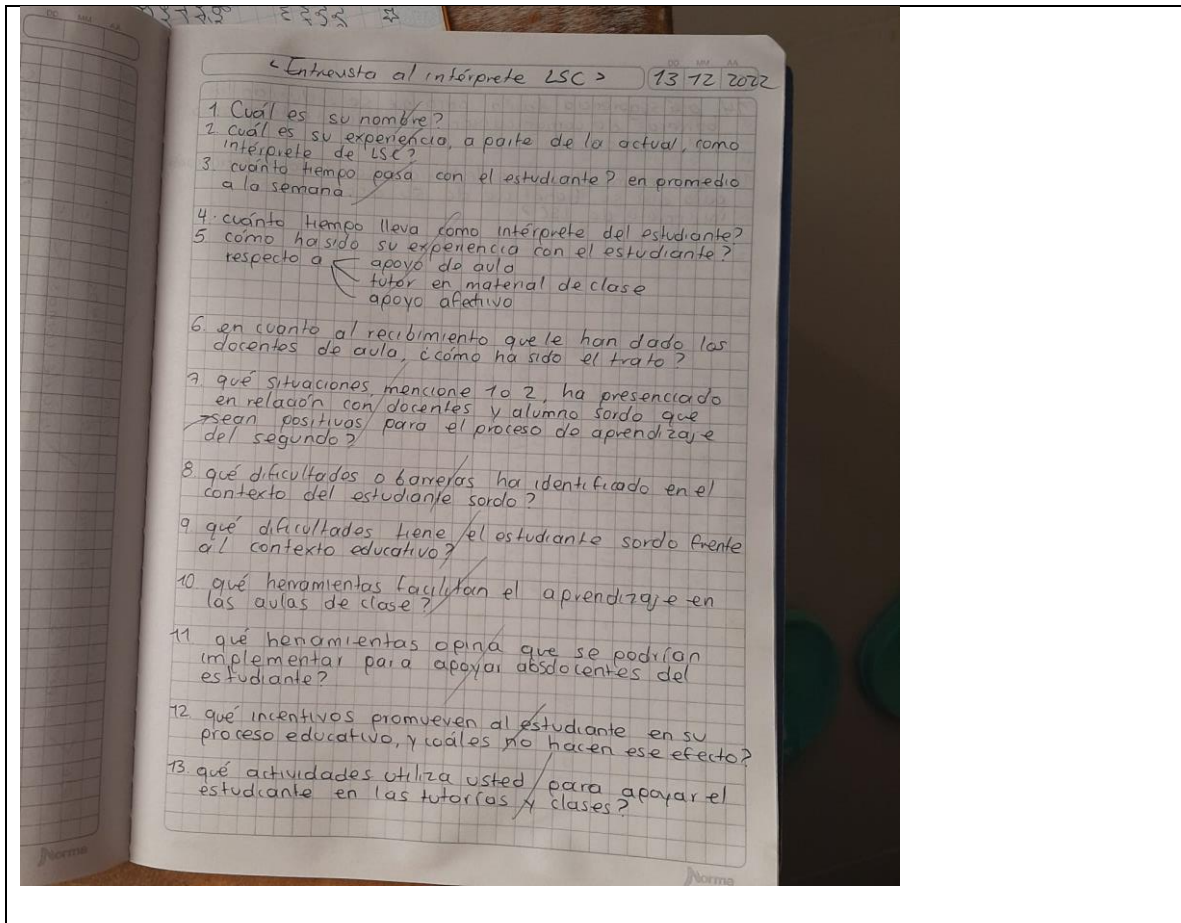 <Entrevista al intérprete LSC>
DD MM AA
13 12 2022
1 Cuál es su nombre?
2 cuál es su experiencia, a parte de la actual, como
intérprete de LSC?
3. cuánto tiempo pasa con el estudiante? en promedio
a la semana.
4. cuánto tiempo lleva como intérprete del estudiante?
5 cómo ha sido su experiencia con el estudiante?
respecto a apoyo de aula
tutor en material de clase
apoyo afectivo
6 en cuanto al recibimiento que le han dado los
docentes de aula, ¿cómo ha sido el trato?
7. qué situaciones, mencione 1 o 2, ha presenciado
en relación con docentes y alumno sordo que
sean positivas para el proceso de aprendizaje
del segundo?
8 qué dificultades o barreras ha identificado en el
contexto del estudiante sordo?
9 qué dificultades tiene el estudiante sordo frente
al contexto educativo?
10 qué herramientas facilitan el aprendizaje en
las aulas de clase?
11 qué herramientas opina que se podrían
implementar para apoyar a docentes del
estudiante?
12 qué incentivos promueven al estudiante en su
proceso educativo, y cuáles no hacen ese efecto?
13. qué actividades utiliza usted para apoyar el
estudiante en las tutorías y clases?
Norma
Norma